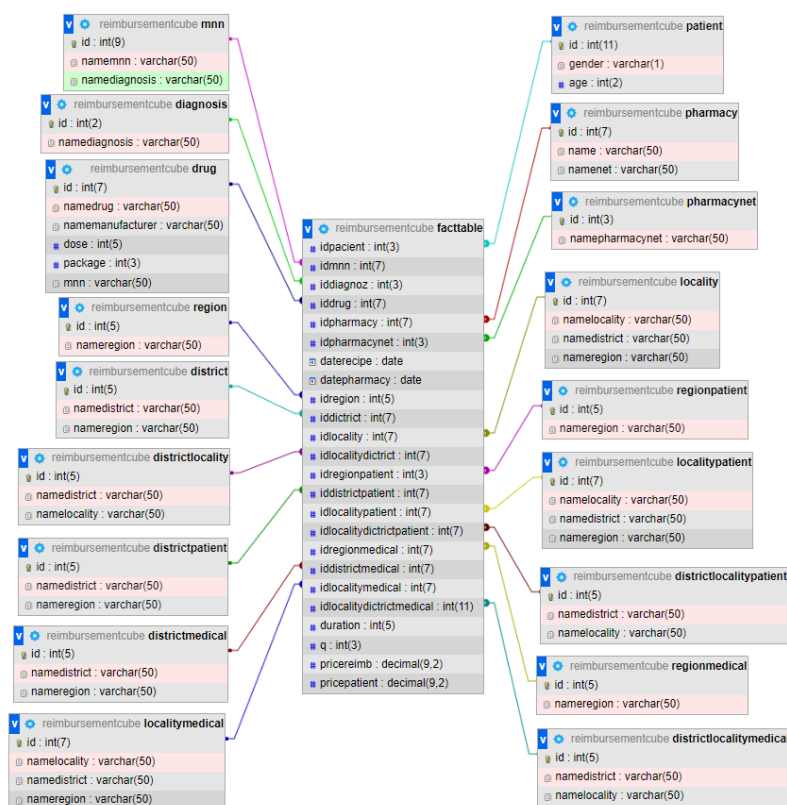 reimbursementcube mnn
id : int(9)
namemnn : varchar(50)
namediagnosis : varchar(50)
reimbursementcube diagnosis
id : int(2)
namediagnosis : varchar(50)
reimbursementcube drug
id : int(7)
namedrug : varchar(50)
namemanufacturer : varchar(50)
dose : int(5)
package : int(3)
mnn : varchar(50)
reimbursementcube region
id : int(5)
nameregion : varchar(50)
reimbursementcube district
id : int(5)
namedistrict : varchar(50)
nameregion : varchar(50)
reimbursementcube districtlocality
id : int(5)
namedistrict : varchar(50)
namelocality : varchar(50)
reimbursementcube districtpatient
id : int(5)
namedistrict : varchar(50)
nameregion : varchar(50)
reimbursementcube districtmedical
id : int(5)
namedistrict : varchar(50)
nameregion : varchar(50)
reimbursementcube localitymedical
id : int(7)
namelocality : varchar(50)
namedistrict : varchar(50)
nameregion : varchar(50)
reimbursementcube facttable
idpacient : int(3)
idmnn : int(7)
iddiagnoz : int(3)
iddrug : int(7)
idpharmacy : int(7)
idpharmacynet : int(3)
daterecipe : date
datepharmacy : date
idregion : int(5)
iddictrict : int(7)
idlocality : int(7)
idlocalitydictrict : int(7)
idregionpatient : int(3)
iddistrictpatient : int(7)
idlocalitypatient : int(7)
idlocalitydictrictpatient : int(7)
idregionmedical : int(7)
iddistrictmedical : int(7)
idlocalitymedical : int(7)
idlocalitydictrictmedical : int(11)
duration : int(5)
q : int(3)
pricereimb : decimal(9,2)
pricepatient : decimal(9,2)
reimbursementcube patient
id : int(11)
gender : varchar(1)
age : int(2)
reimbursementcube pharmacy
id : int(7)
name : varchar(50)
namenet : varchar(50)
reimbursementcube pharmacynet
id : int(3)
namepharmacynet : varchar(50)
reimbursementcube locality
id : int(7)
namelocality : varchar(50)
namedistrict : varchar(50)
nameregion : varchar(50)
reimbursementcube regionpatient
id : int(5)
nameregion : varchar(50)
reimbursementcube localitypatient
id : int(7)
namelocality : varchar(50)
namedistrict : varchar(50)
nameregion : varchar(50)
reimbursementcube districtlocalitypatient
id : int(5)
namedistrict : varchar(50)
namelocality : varchar(50)
reimbursementcube regionmedical
id : int(5)
nameregion : varchar(50)
reimbursementcube districtlocalitymedical
id : int(5)
namedistrict : varchar(50)
namelocality : varchar(50)